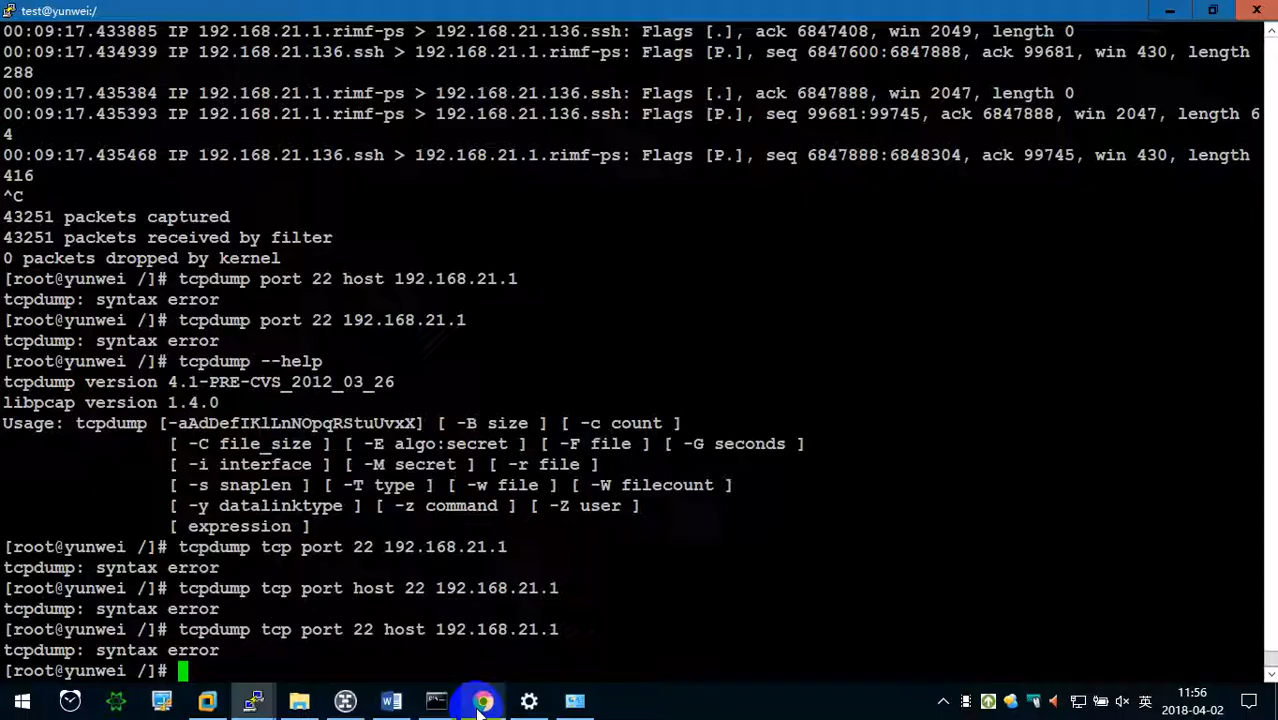 test@yunwei:/
00:09:17.433885 IP 192.168.21.1.rimf-ps > 192.168.21.136.ssh: Flags [.], ack 6847408, win 2049, length 0
00:09:17.434939 IP 192.168.21.136.ssh > 192.168.21.1.rimf-ps: Flags [P.], seq 6847600:6847888, ack 99681, win 430, length
288
00:09:17.435384 IP 192.168.21.1.rimf-ps > 192.168.21.136.ssh: Flags [.], ack 6847888, win 2047, length 0
00:09:17.435393 IP 192.168.21.1.rimf-ps > 192.168.21.136.ssh: Flags [P.], seq 99681:99745, ack 6847888, win 2047, length 6
4
00:09:17.435468 IP 192.168.21.136.ssh > 192.168.21.1.rimf-ps: Flags [P.], seq 6847888:6848304, ack 99745, win 430, length
416
^C
43251 packets captured
43251 packets received by filter
0 packets dropped by kernel
[root@yunwei /]# tcpdump port 22 host 192.168.21.1
tcpdump: syntax error
[root@yunwei /]# tcpdump port 22 192.168.21.1
tcpdump: syntax error
[root@yunwei /]# tcpdump --help
tcpdump version 4.1-PRE-CVS_2012_03_26
libpcap version 1.4.0
Usage: tcpdump [-aAdDefIKlLnNOpqRStuUvxX] [ -B size ] [ -c count ]
[ -C file_size ] [ -E algo:secret ] [ -F file ] [ -G seconds ]
[ -i interface ] [ -M secret ] [ -r file ]
[ -s snaplen ] [ -T type ] [ -w file ] [ -W filecount ]
[ -y datalinktype ] [ -z command ] [ -Z user ]
[ expression ]
[root@yunwei /]# tcpdump tcp port 22 192.168.21.1
tcpdump: syntax error
[root@yunwei /]# tcpdump tcp port host 22 192.168.21.1
tcpdump: syntax error
[root@yunwei /]# tcpdump tcp port 22 host 192.168.21.1
tcpdump: syntax error
[root@yunwei /]#
英
11:56
2018-04-02